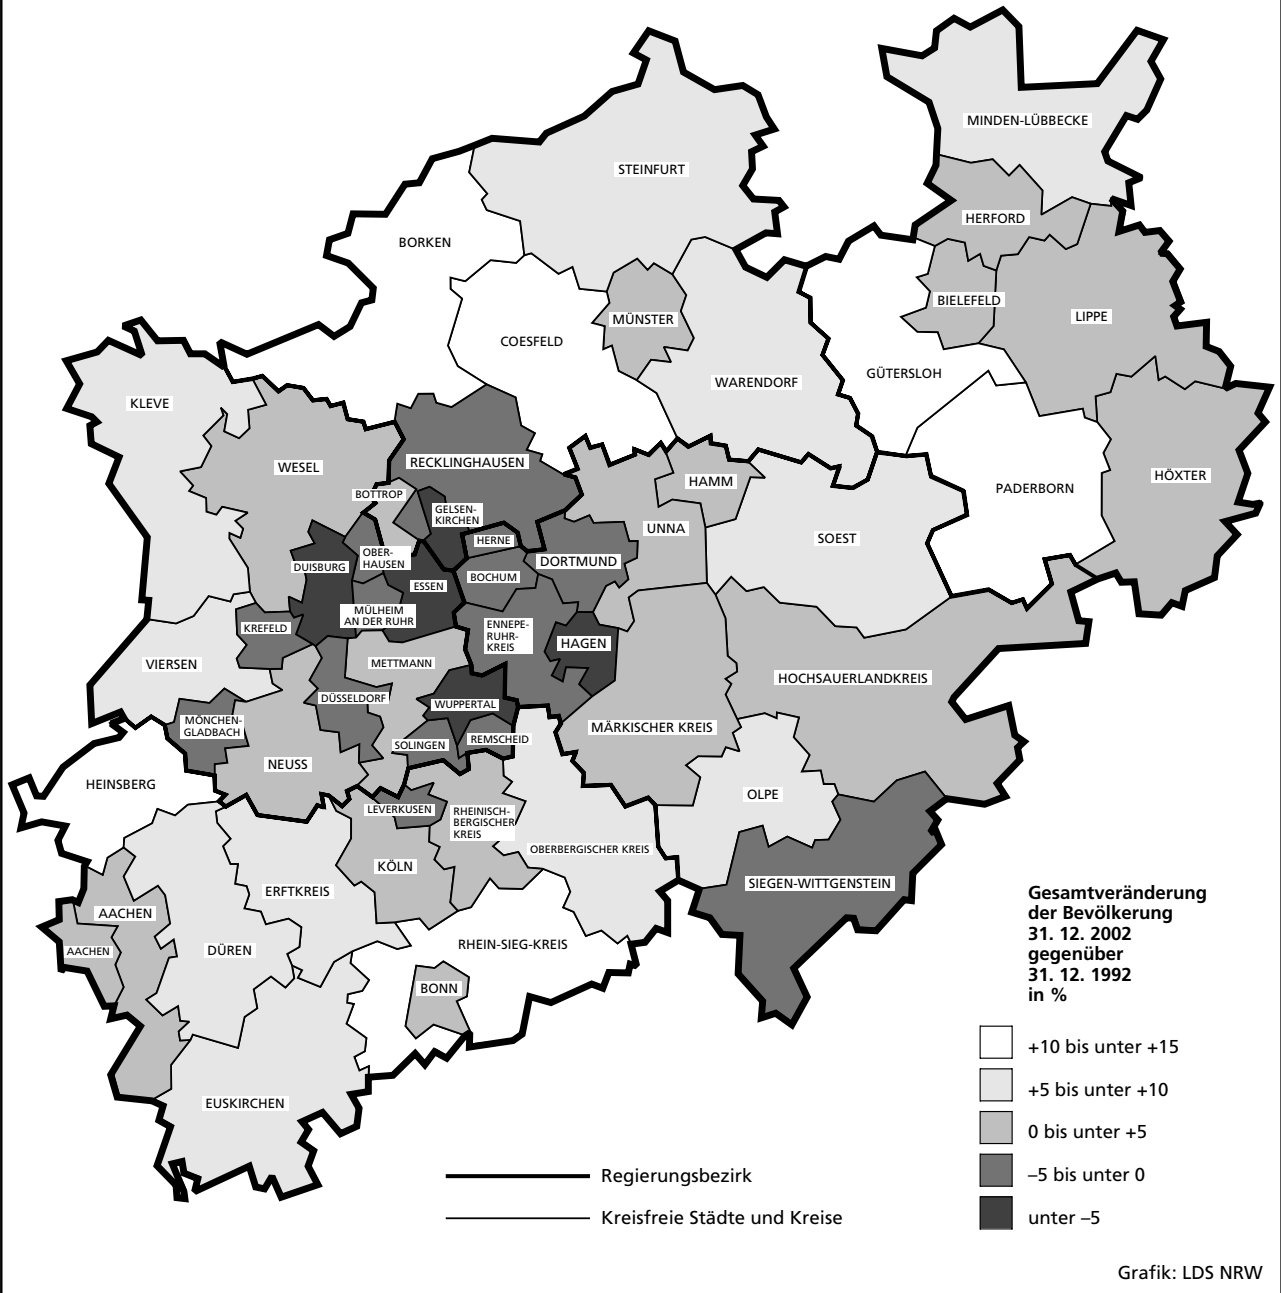 MINDEN-LÜBBECKE
STEINFURT
HERFORD
BORKEN
BIELEFELD
LIPPE
MÜNSTER
COESFELD
GÜTERSLOH
WARENDORF
KLEVE
WESEL
RECKLINGHAUSEN
HÖXTER
HAMM
PADERBORN
BOTTROP
GELSEN-
KIRCHEN
UNNA
SOEST
HERNE
OBER-
HAUSEN
DORTMUND
DUISBURG
BOCHUM
ESSEN
MÜLHEIM
AN DER RUHR
KREFELD
ENNEPE-
RUHR-
KREIS
HAGEN
VIERSEN
METTMANN
HOCHSAUERLANDKREIS
DÜSSELDORF
WUPPERTAL
MÖNCHEN-
GLADBACH
MÄRKISCHER KREIS
SOLINGEN
REMSCHEID
NEUSS
HEINSBERG
OLPE
LEVERKUSEN
RHEINISCH-
BERGISCHER
KREIS
OBERBERGISCHER KREIS
KÖLN
SIEGEN-WITTGENSTEIN
ERFTKREIS
AACHEN
RHEIN-SIEG-KREIS
AACHEN
DÜREN
BONN
EUSKIRCHEN
Gesamtveränderung
der Bevölkerung
31. 12. 2002
gegenüber
31. 12. 1992
in %
+10 bis unter +15
+5 bis unter +10
0 bis unter +5
–5 bis unter 0
unter –5
Regierungsbezirk
Kreisfreie Städte und Kreise
Grafik: LDS NRW